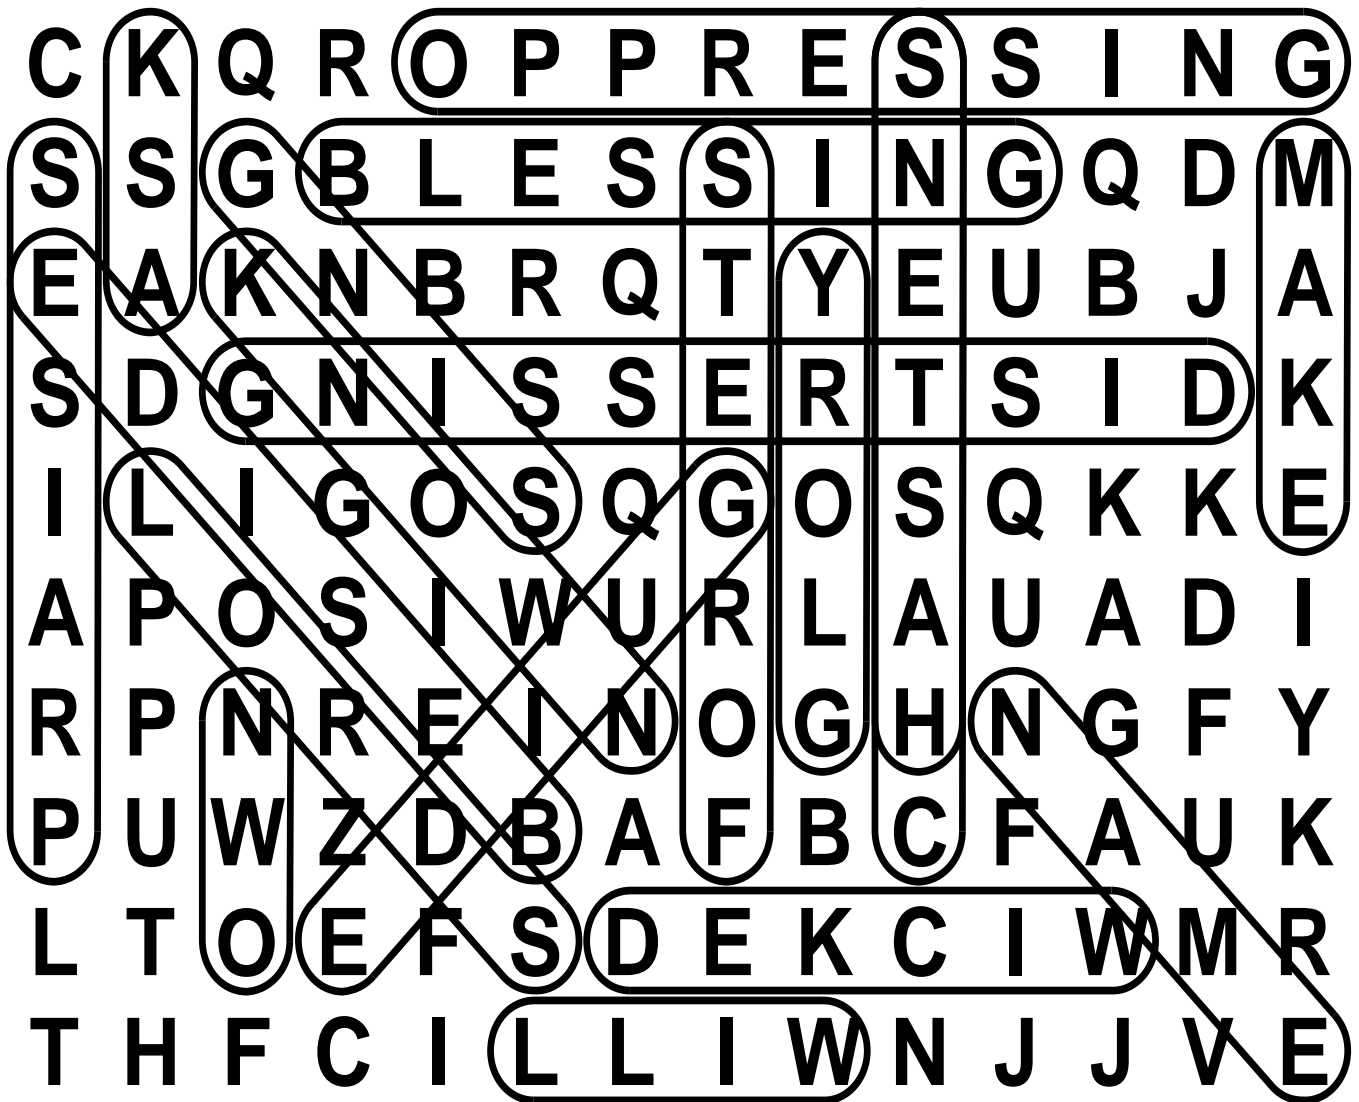 C K Q R O P P R E S S I N G
S S G B L E S S I N G Q D M
E A K N B R Q T Y E U B J A
S D G N I S S E R T S I D K
I L I G O S Q G O S Q K K E
A P O S I W U R L A U A D I
R P N R E I N O G H N G F Y
P U W Z D B A F B C F A U K
L T O E F S D E K C I W M R
T H F C I L L I W N J J V E